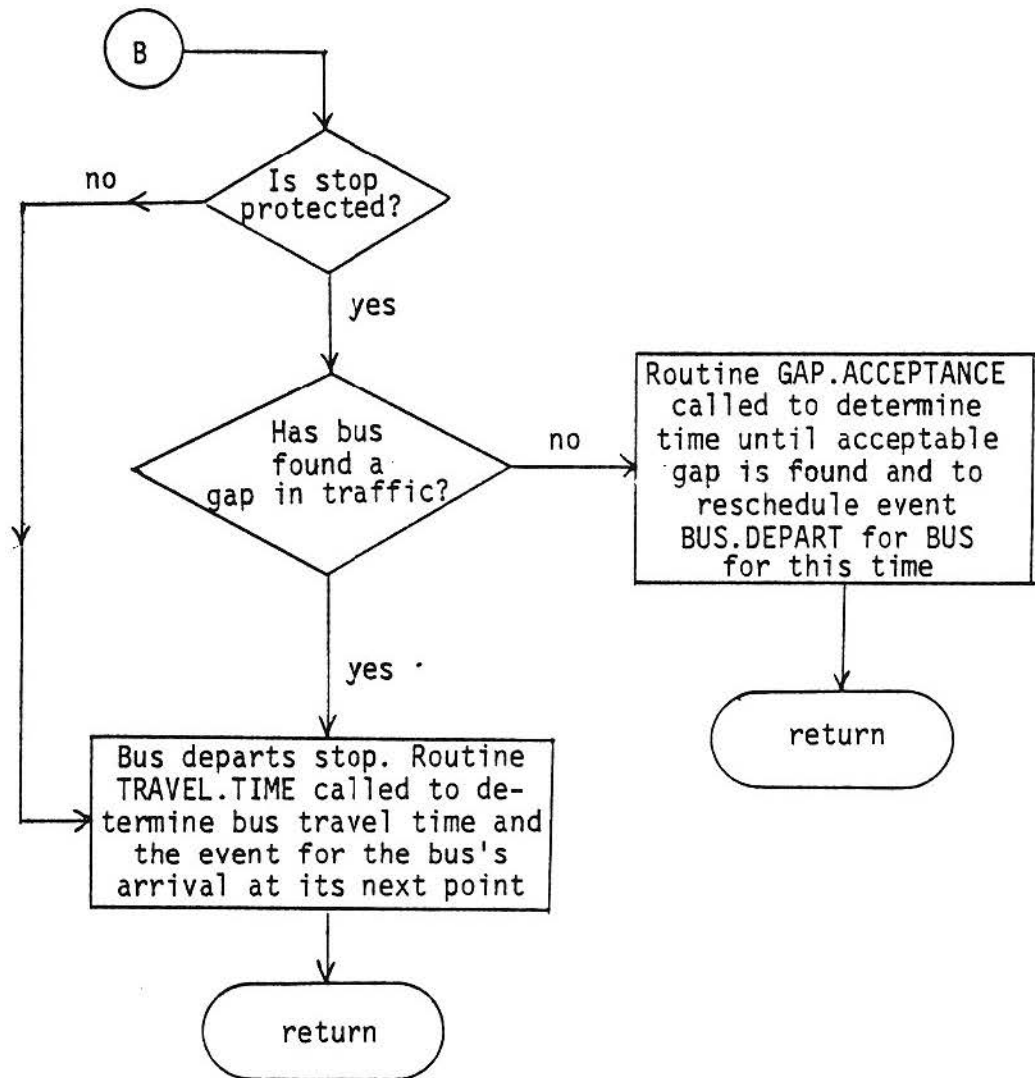 B
Is stop
protected?
no
yes
Has bus
found a
gap in traffic?
no
Routine GAP.ACCEPTANCE
called to determine
time until acceptable
gap is found and to
reschedule event
BUS.DEPART for BUS
for this time
yes
return
Bus departs stop. Routine
TRAVEL.TIME called to de-
termine bus travel time and
the event for the bus's
arrival at its next point
return